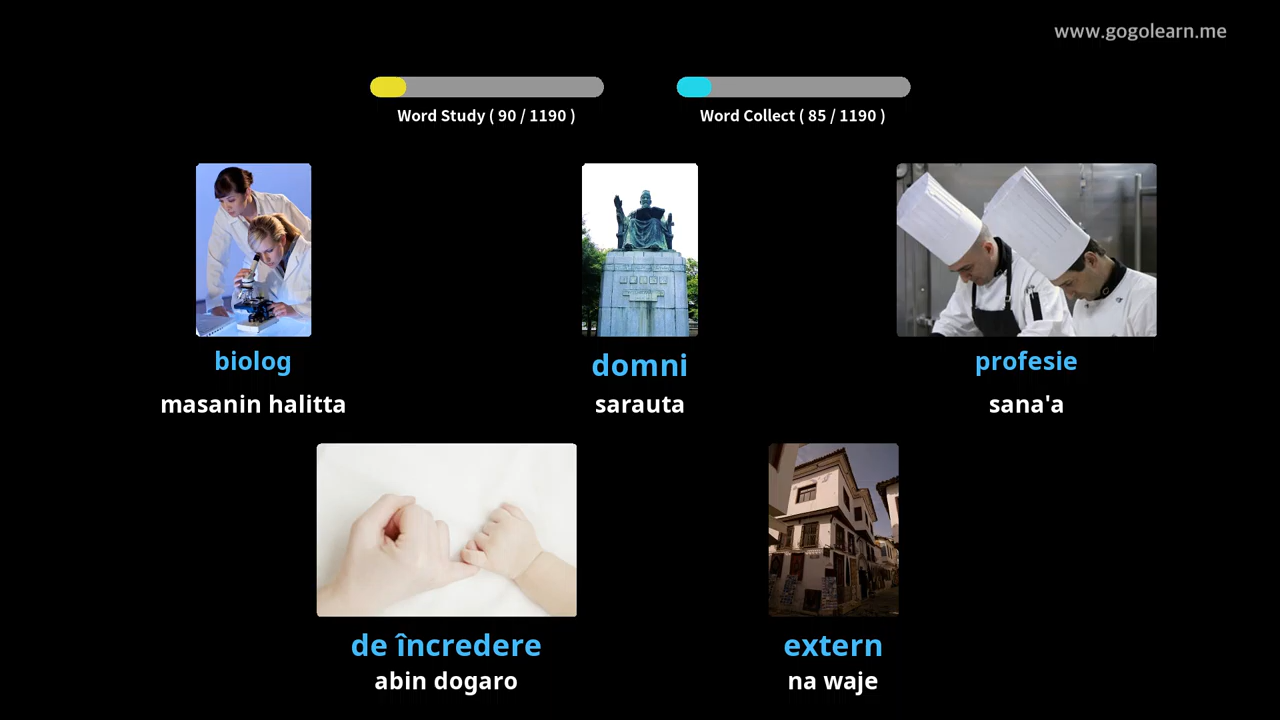 www.gogolearn.me
Word Study ( 90 / 1190 )
Word Collect ( 85 / 1190 )
biolog
domni
profesie
masanin halitta
sarauta
sana'a
de încredere
extern
abin dogaro
na waje